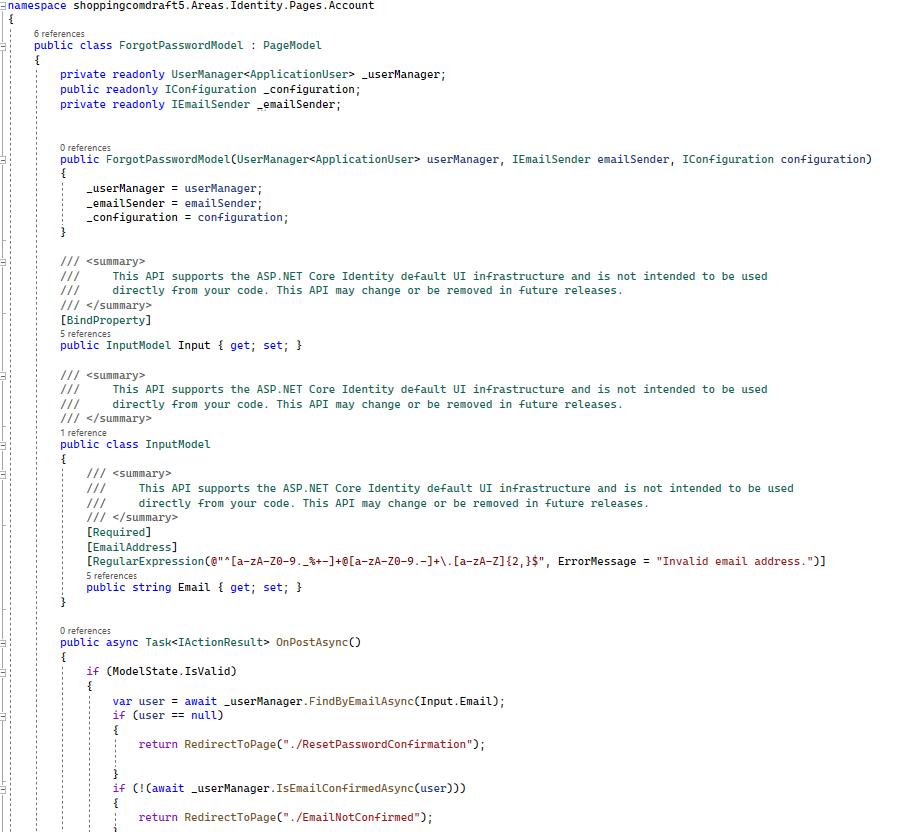 namespace shoppingcomdraft5.Areas.Identity.Pages.Account
{
6 references
public class ForgotPasswordModel : PageModel
{
private readonly UserManager<ApplicationUser> _userManager;
public readonly IConfiguration _configuration;
private readonly IEmailSender _emailSender;
0 references
public ForgotPasswordModel(UserManager<ApplicationUser> userManager, IEmailSender emailSender, IConfiguration configuration)
{
_userManager = userManager;
_emailSender = emailSender;
_configuration = configuration;
}
/// <summary>
///     This API supports the ASP.NET Core Identity default UI infrastructure and is not intended to be used
///     directly from your code. This API may change or be removed in future releases.
/// </summary>
[BindProperty]
5 references
public InputModel Input { get; set; }
/// <summary>
///     This API supports the ASP.NET Core Identity default UI infrastructure and is not intended to be used
///     directly from your code. This API may change or be removed in future releases.
/// </summary>
1 reference
public class InputModel
{
/// <summary>
///     This API supports the ASP.NET Core Identity default UI infrastructure and is not intended to be used
///     directly from your code. This API may change or be removed in future releases.
/// </summary>
[Required]
[EmailAddress]
[RegularExpression(@"^[a-zA-Z0-9._%+-]+@[a-zA-Z0-9.-]+\.[a-zA-Z]{2,}$", ErrorMessage = "Invalid email address.")]
5 references
public string Email { get; set; }
}
0 references
public async Task<IActionResult> OnPostAsync()
{
if (ModelState.IsValid)
{
var user = await _userManager.FindByEmailAsync(Input.Email);
if (user == null)
{
return RedirectToPage("./ResetPasswordConfirmation");
}
if (!(await _userManager.IsEmailConfirmedAsync(user)))
{
return RedirectToPage("./EmailNotConfirmed");
}